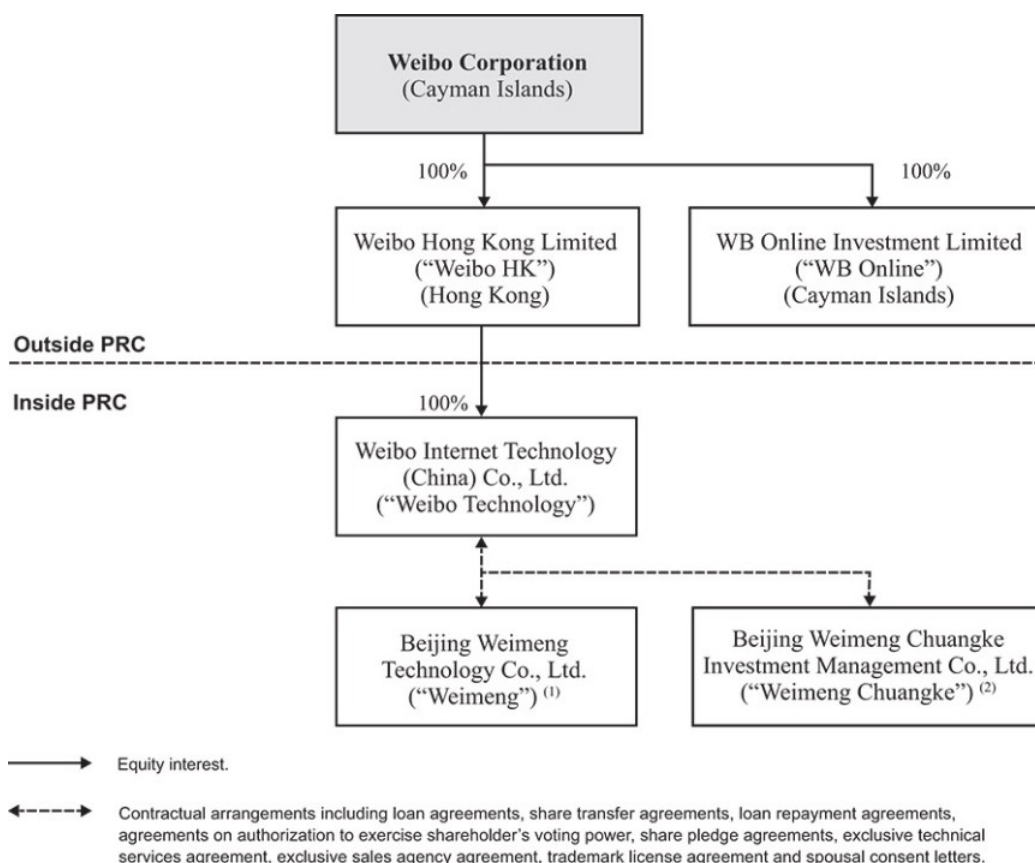 Weibo Corporation
(Cayman Islands)
100%
100%
Weibo Hong Kong Limited
(“Weibo HK”)
(Hong Kong)
WB Online Investment Limited
(“WB Online”)
(Cayman Islands)
Outside PRC
Inside PRC
100%
Weibo Internet Technology
(China) Co., Ltd.
(“Weibo Technology”)
Beijing Weimeng
Technology Co., Ltd.
(“Weimeng”) (1)
Beijing Weimeng Chuangke
Investment Management Co., Ltd.
(“Weimeng Chuangke”) (2)
Equity interest.
Contractual arrangements including loan agreements, share transfer agreements, loan repayment agreements,
agreements on authorization to exercise shareholder’s voting power, share pledge agreements, exclusive technical
services agreement, exclusive sales agency agreement, trademark license agreement and spousal consent letters.